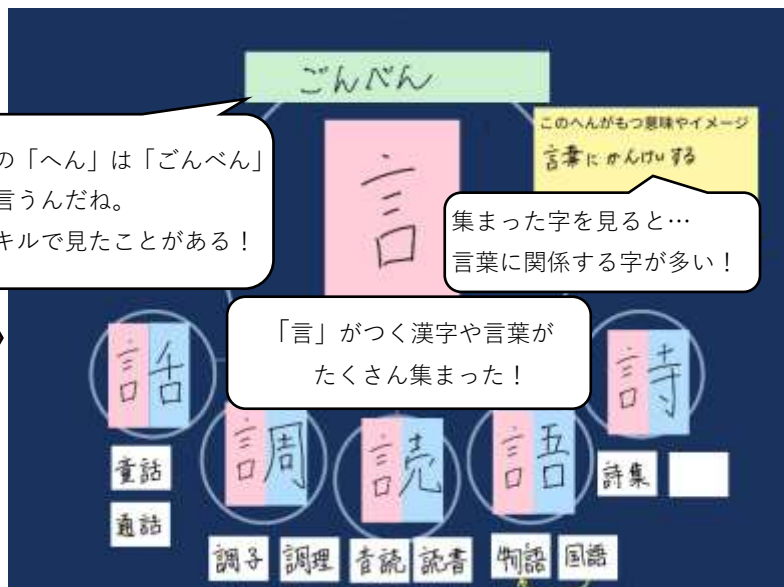 ごんべん
の「へん」は「ごんべん」
言うんだね。
キルで見たことがある！
言
このへんがもつ意味やイメージ
言葉にかんけいする
集まった字を見ると…
言葉に関係する字が多い！
「言」がつく漢字や言葉が
たくさん集まった！
話
童話
通話
調
調子
調理
読
音読
読書
語
物語
国語
詩
詩集